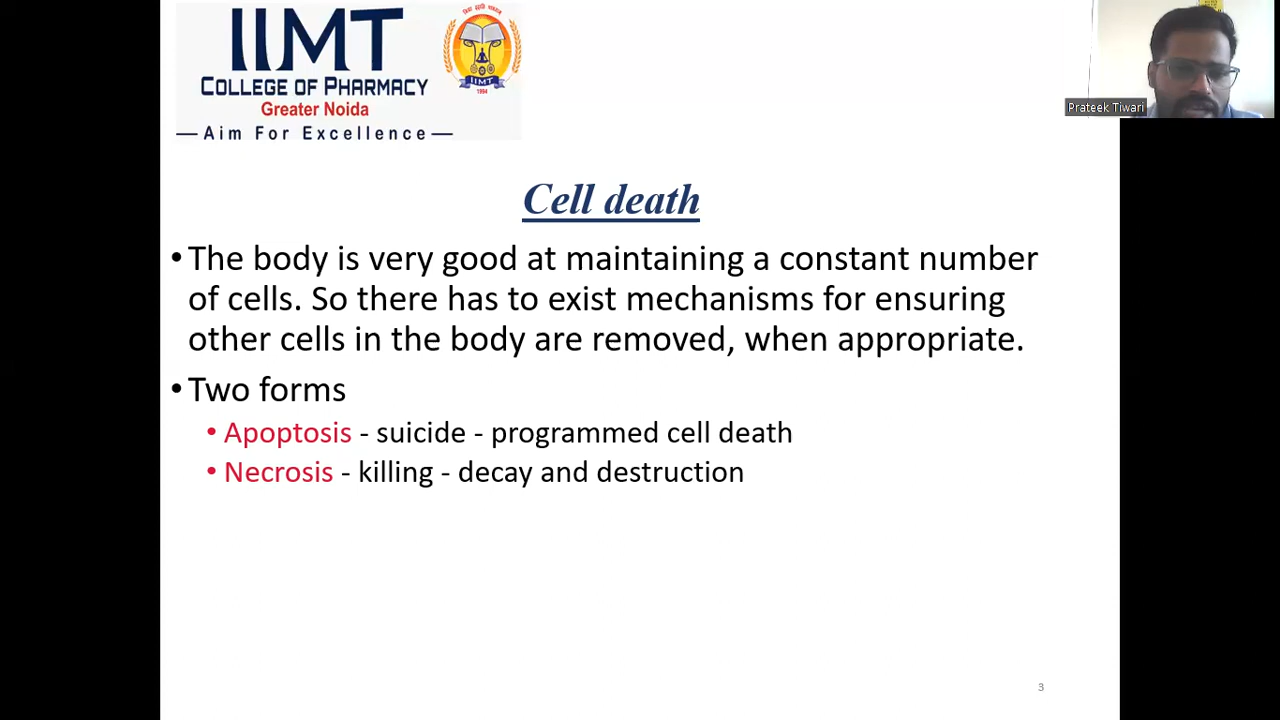 IIMT
COLLEGE OF PHARMACY
Greater Noida
—Aim For Excellence—
IIMT
1994
Prateek Tiwari
Cell death
• The body is very good at maintaining a constant number
of cells. So there has to exist mechanisms for ensuring
other cells in the body are removed, when appropriate.
• Two forms
• Apoptosis - suicide - programmed cell death
• Necrosis - killing - decay and destruction
3